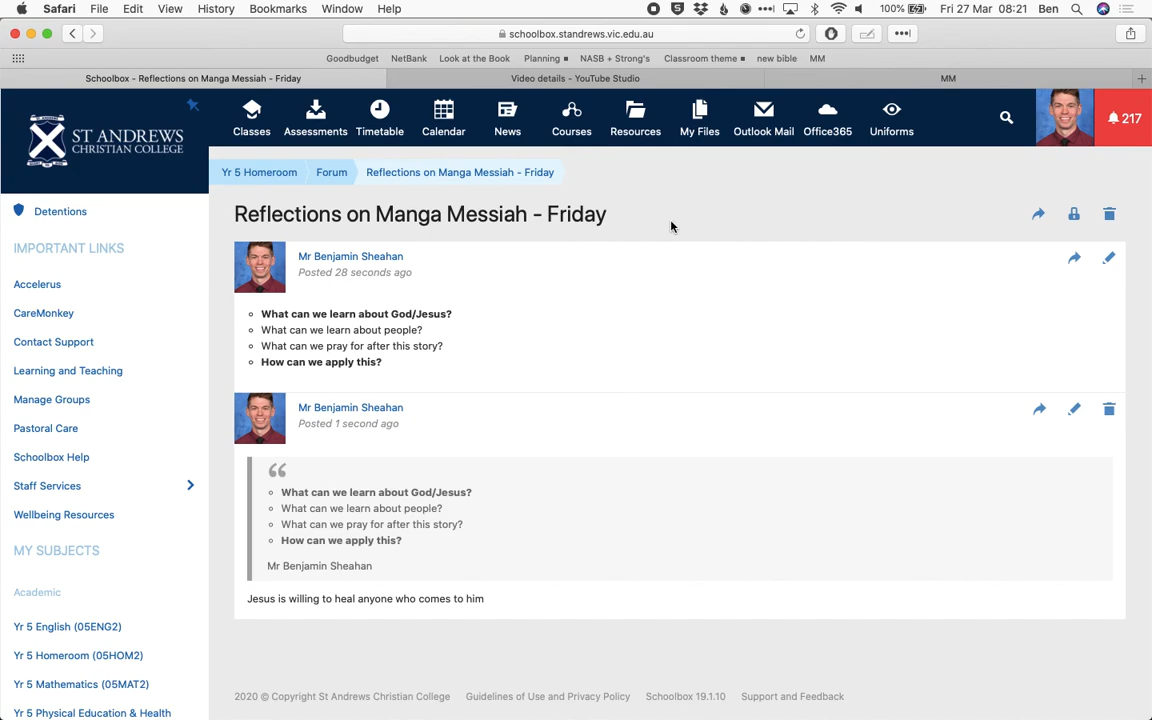 Safari File Edit View History Bookmarks Window Help 100% Fri 27 Mar 08:21 Ben
schoolbox.standrews.vic.edu.au
Goodbudget NetBank Look at the Book Planning NASB + Strong's Classroom theme new bible MM
Schoolbox - Reflections on Manga Messiah - Friday Video details - YouTube Studio MM
ST ANDREWS
CHRISTIAN COLLEGE
Classes Assessments Timetable Calendar News Courses Resources My Files Outlook Mail Office365 Uniforms
217
Yr 5 Homeroom Forum Reflections on Manga Messiah - Friday
Detentions
IMPORTANT LINKS
Accelerus
CareMonkey
Contact Support
Learning and Teaching
Manage Groups
Pastoral Care
Schoolbox Help
Staff Services
Wellbeing Resources
MY SUBJECTS
Academic
Yr 5 English (05ENG2)
Yr 5 Homeroom (05HOM2)
Yr 5 Mathematics (05MAT2)
Yr 5 Physical Education & Health
Reflections on Manga Messiah - Friday
Mr Benjamin Sheahan
Posted 28 seconds ago
What can we learn about God/Jesus?
What can we learn about people?
What can we pray for after this story?
How can we apply this?
Mr Benjamin Sheahan
Posted 1 second ago
“
What can we learn about God/Jesus?
What can we learn about people?
What can we pray for after this story?
How can we apply this?
Mr Benjamin Sheahan
Jesus is willing to heal anyone who comes to him
2020 © Copyright St Andrews Christian College Guidelines of Use and Privacy Policy Schoolbox 19.1.10 Support and Feedback